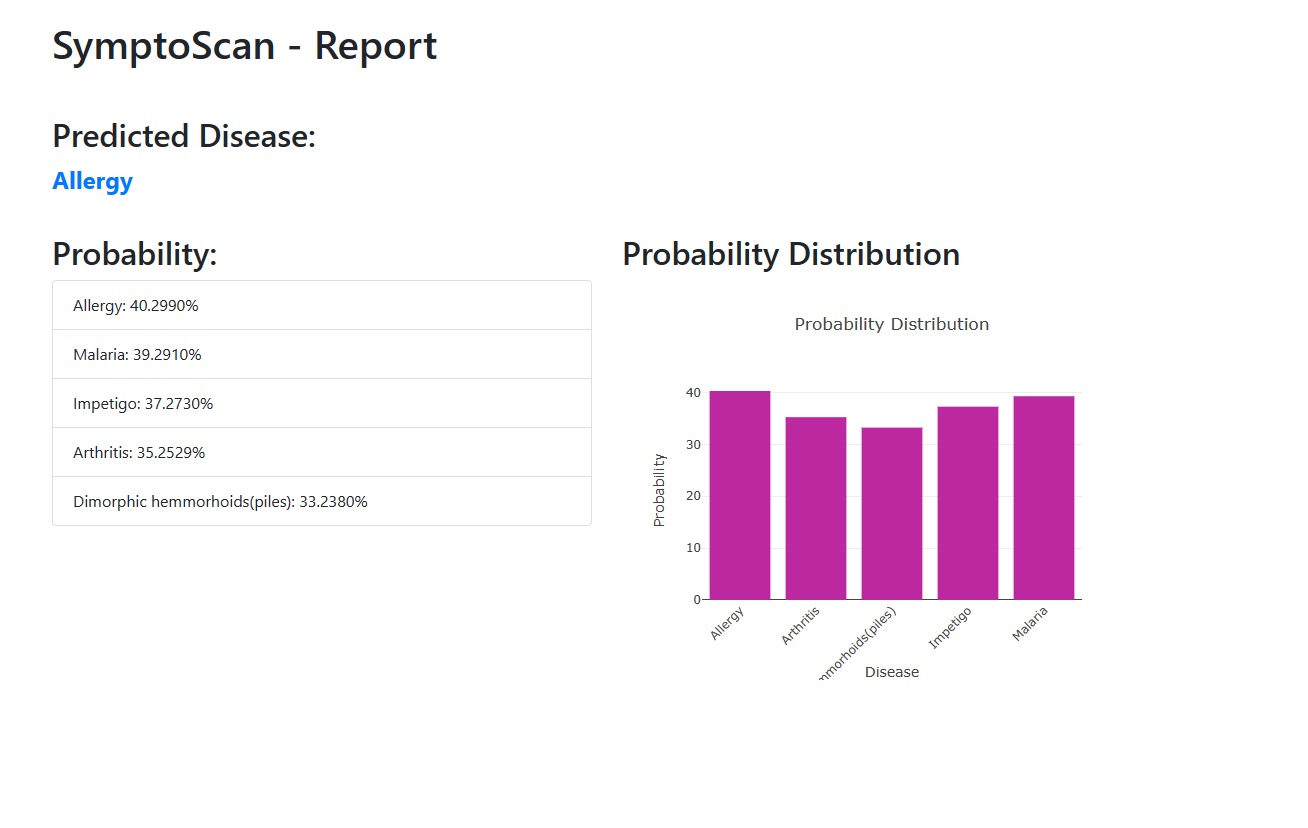 SymptoScan - Report
Predicted Disease:
Allergy
Probability:
Allergy: 40.2990%
Malaria: 39.2910%
Impetigo: 37.2730%
Arthritis: 35.2529%
Dimorphic hemmorhoids(piles): 33.2380%
Probability Distribution
Probability Distribution
Probability
40
30
20
10
0
Allergy
Arthritis
mmorhoids(piles)
Impetigo
Malaria
Disease